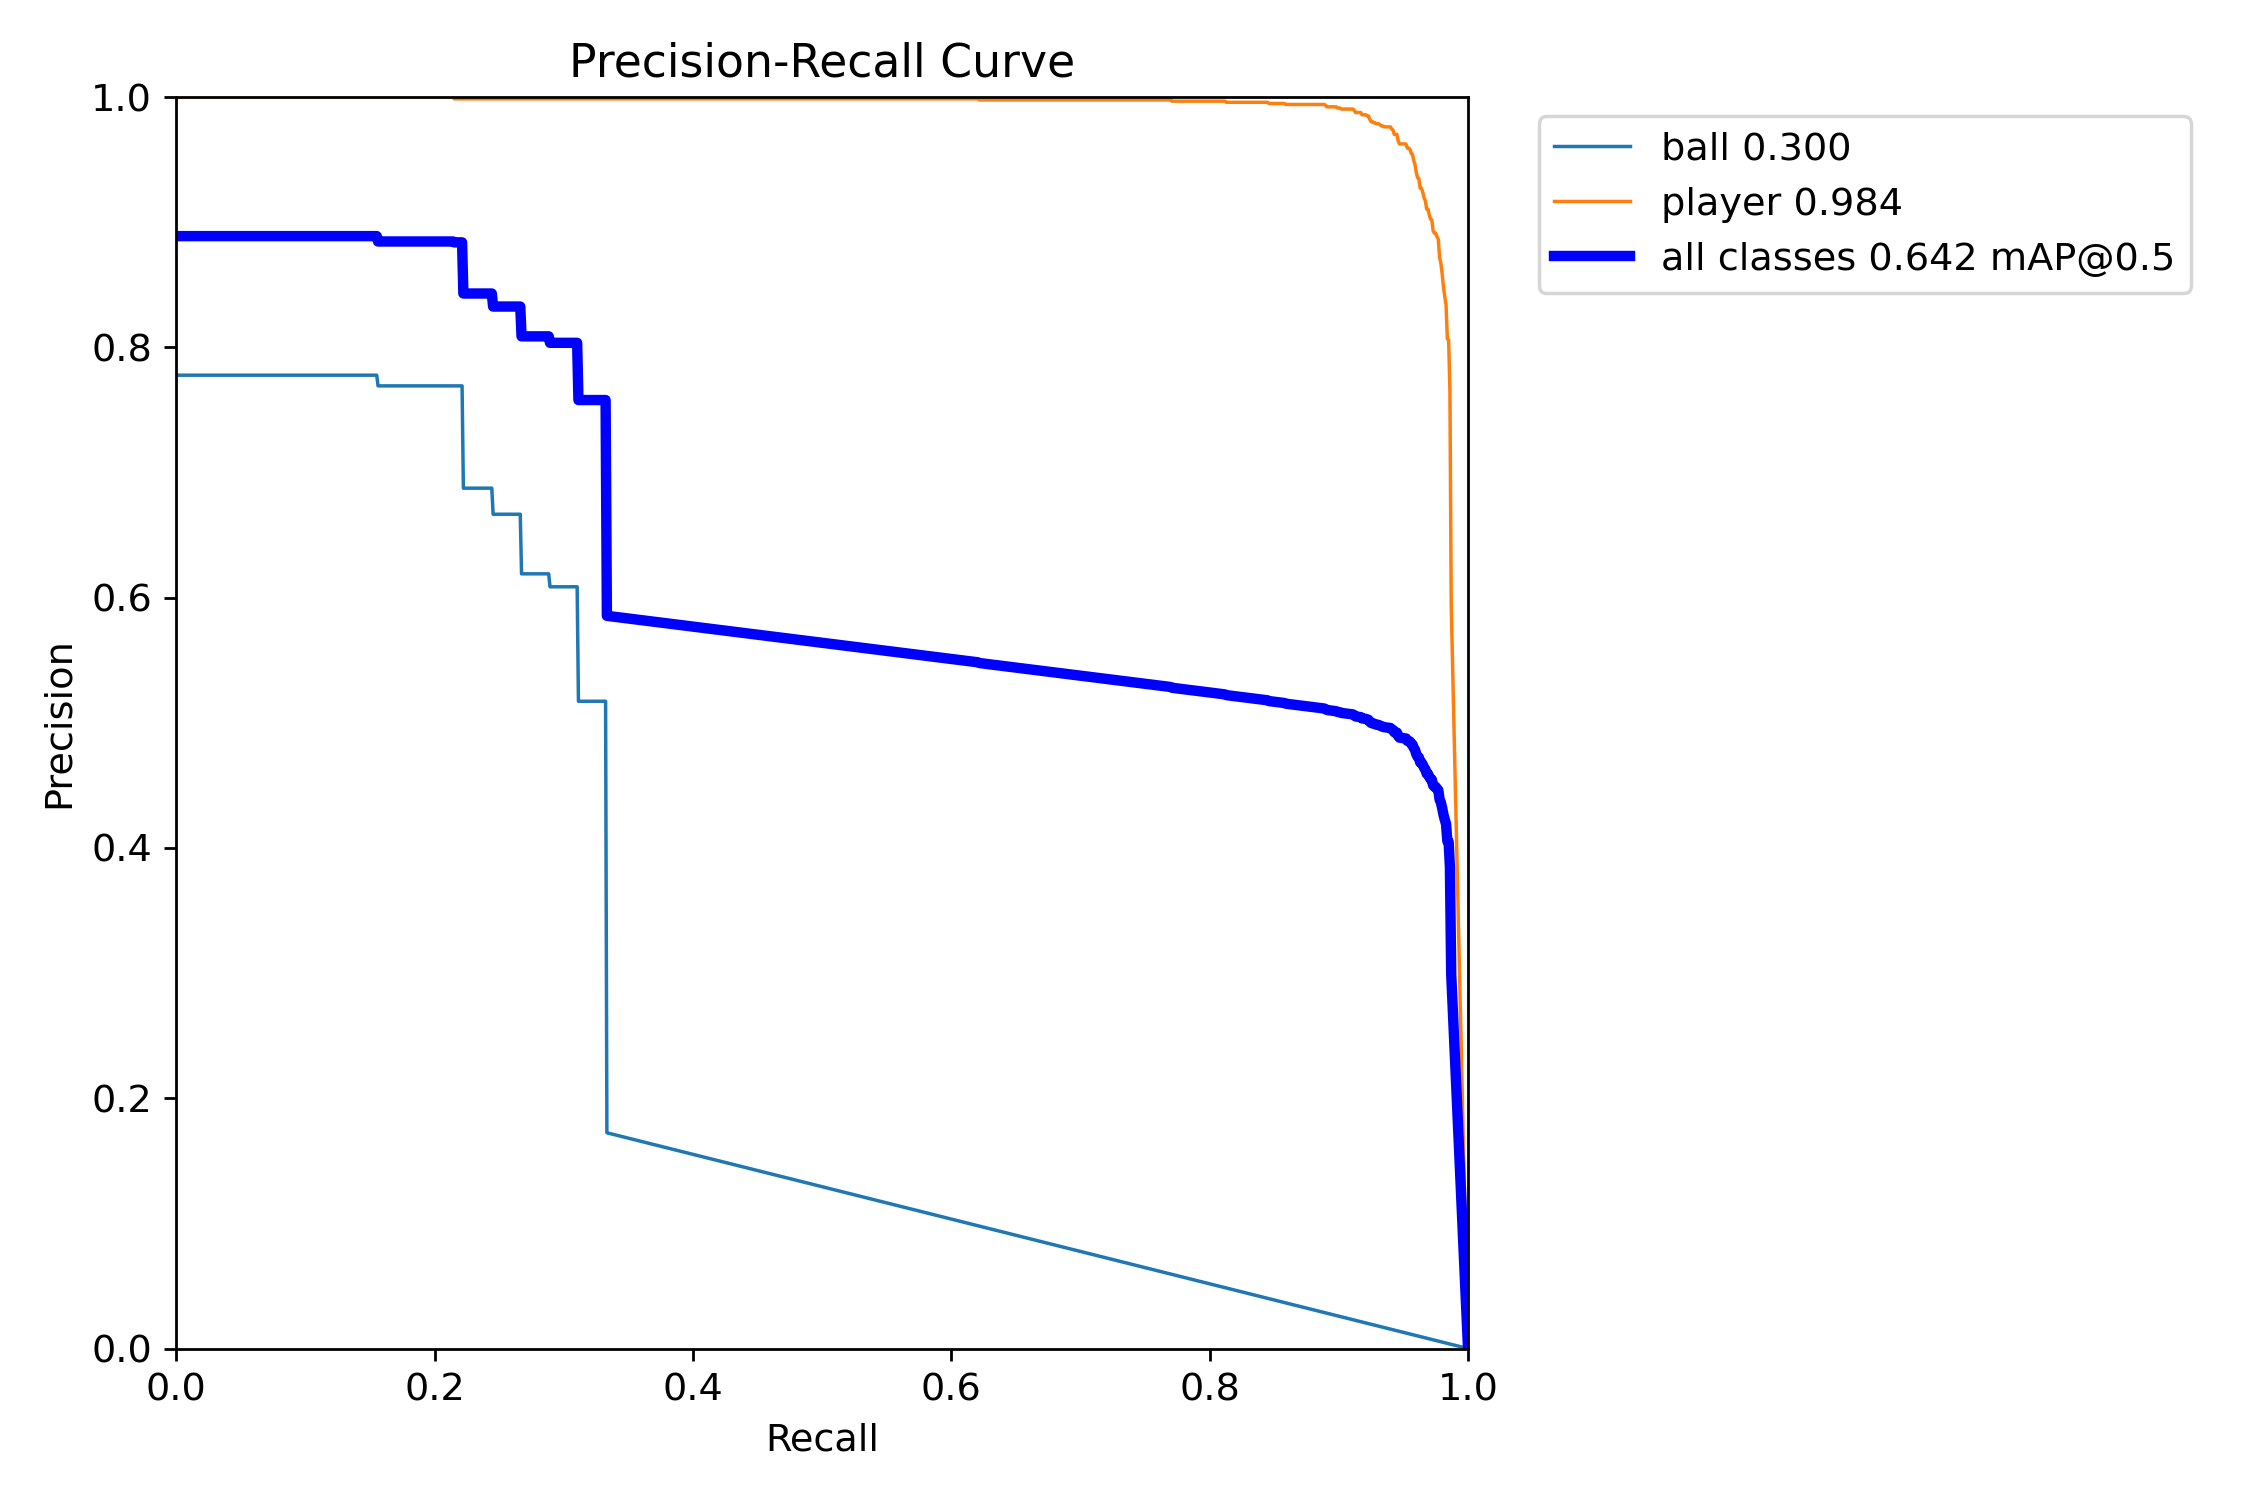 Precision-Recall Curve
1.0
0.8
0.6
0.4
0.2
0.0
Precision
0.0 0.2 0.4 0.6 0.8 1.0
Recall
ball 0.300
player 0.984
all classes 0.642 mAP@0.5